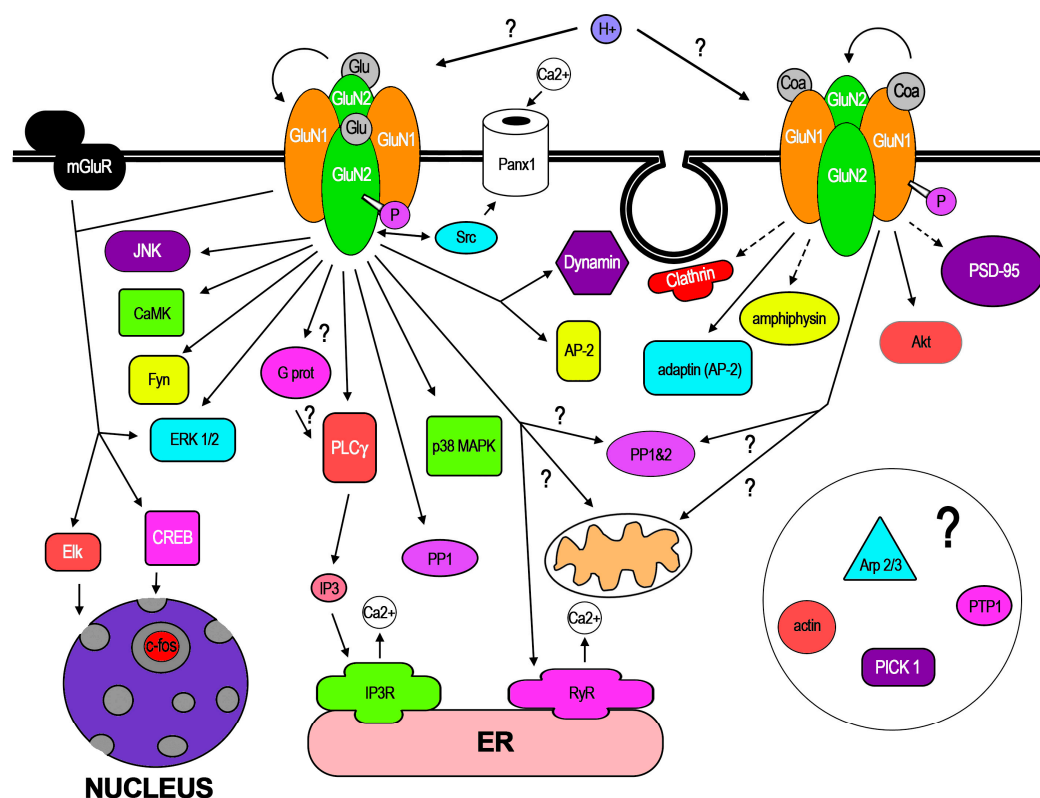 ?
H+
?
Glu
Ca2+
Coa
GluN2
Coa
GluN2
GluN1
Glu
GluN1
GluN1
GluN1
mGluR
Panx1
GluN2
GluN2
P
P
Src
JNK
Dynamin
Clathrin
PSD-95
CaMK
amphiphysin
?
Akt
AP-2
G prot
adaptin (AP-2)
Fyn
?
ERK 1/2
PLCγ
p38 MAPK
?
PP1&2
?
?
?
Elk
CREB
PP1
?
Arp 2/3
IP3
Ca2+
Ca2+
PTP1
actin
c-fos
PICK 1
IP3R
RyR
ER
NUCLEUS